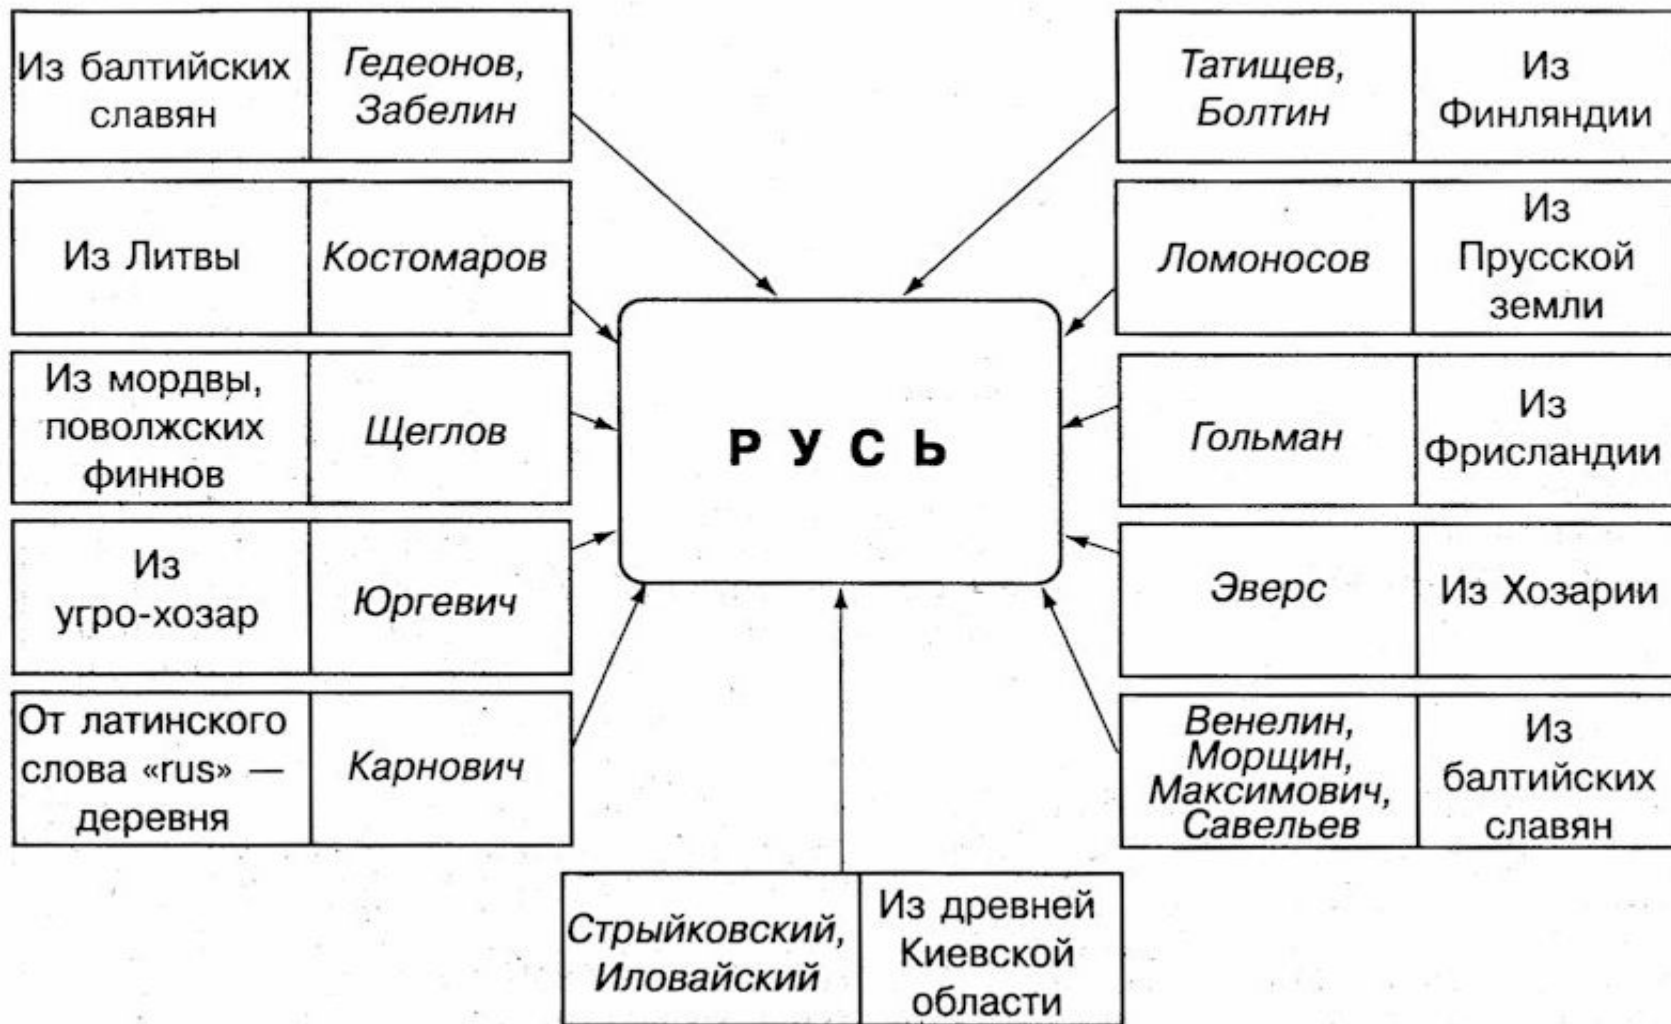 Из балтийских
славян
Гедеонов,
Забелин
Татищев,
Болтин
Из
Финляндии
Из Литвы
Костомаров
Ломоносов
Из
Прусской
земли
Из мордвы,
поволжских
финнов
Щеглов
РУСЬ
Гольман
Из
Фрисландии
Из
угро-хозар
Юргевич
Эверс
Из Хозарии
От латинского
слова «rus» —
деревня
Карнович
Венелин,
Морщин,
Максимович,
Савельев
Из
балтийских
славян
Стрыйковский,
Иловайский
Из древней
Киевской
области